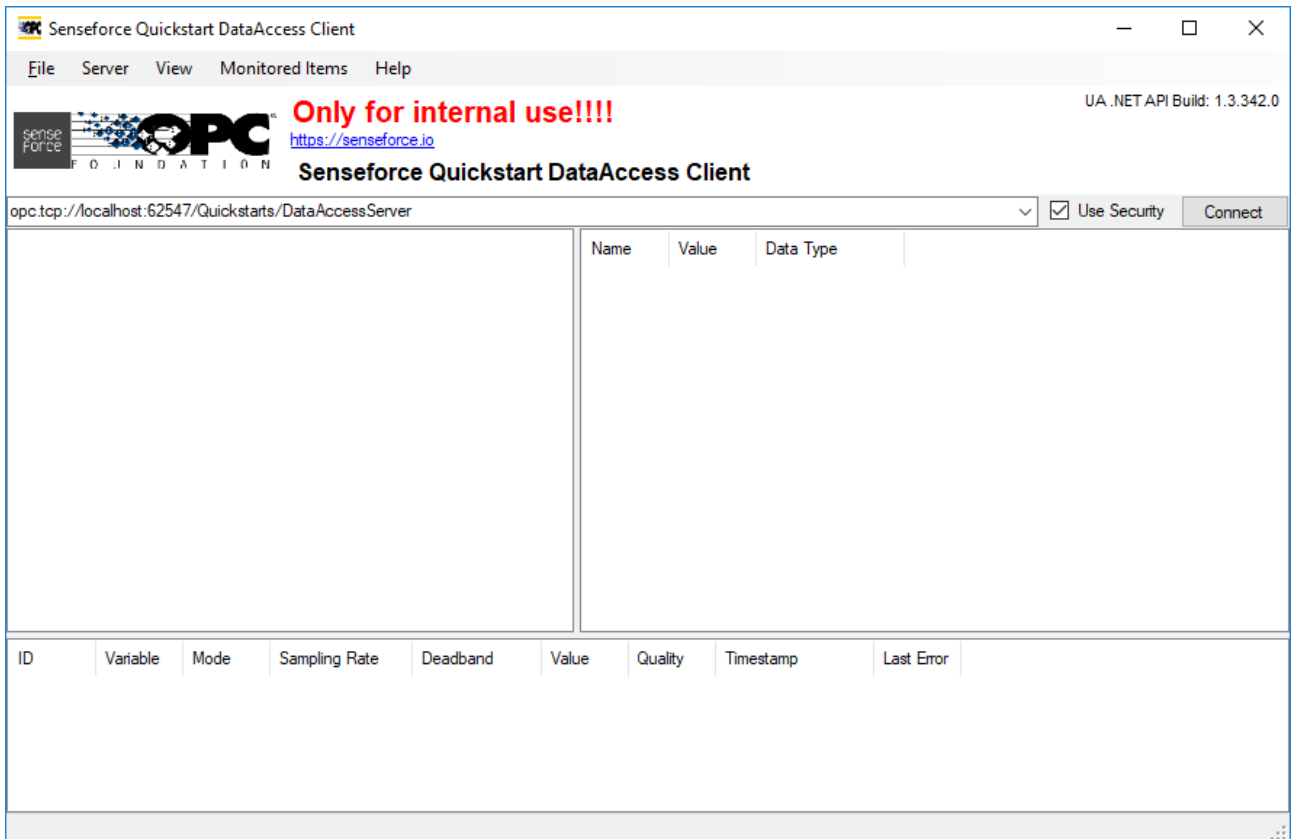 Senseforce Quickstart DataAccess Client
File Server View Monitored Items Help
sense force
OPC
FOUNDATION
Only for internal use!!!!
https://senseforce.io
Senseforce Quickstart DataAccess Client
UA .NET API Build: 1.3.342.0
opc.tcp://localhost:62547/Quickstarts/DataAccessServer
Use Security Connect
Name Value Data Type
ID Variable Mode Sampling Rate Deadband Value Quality Timestamp Last Error